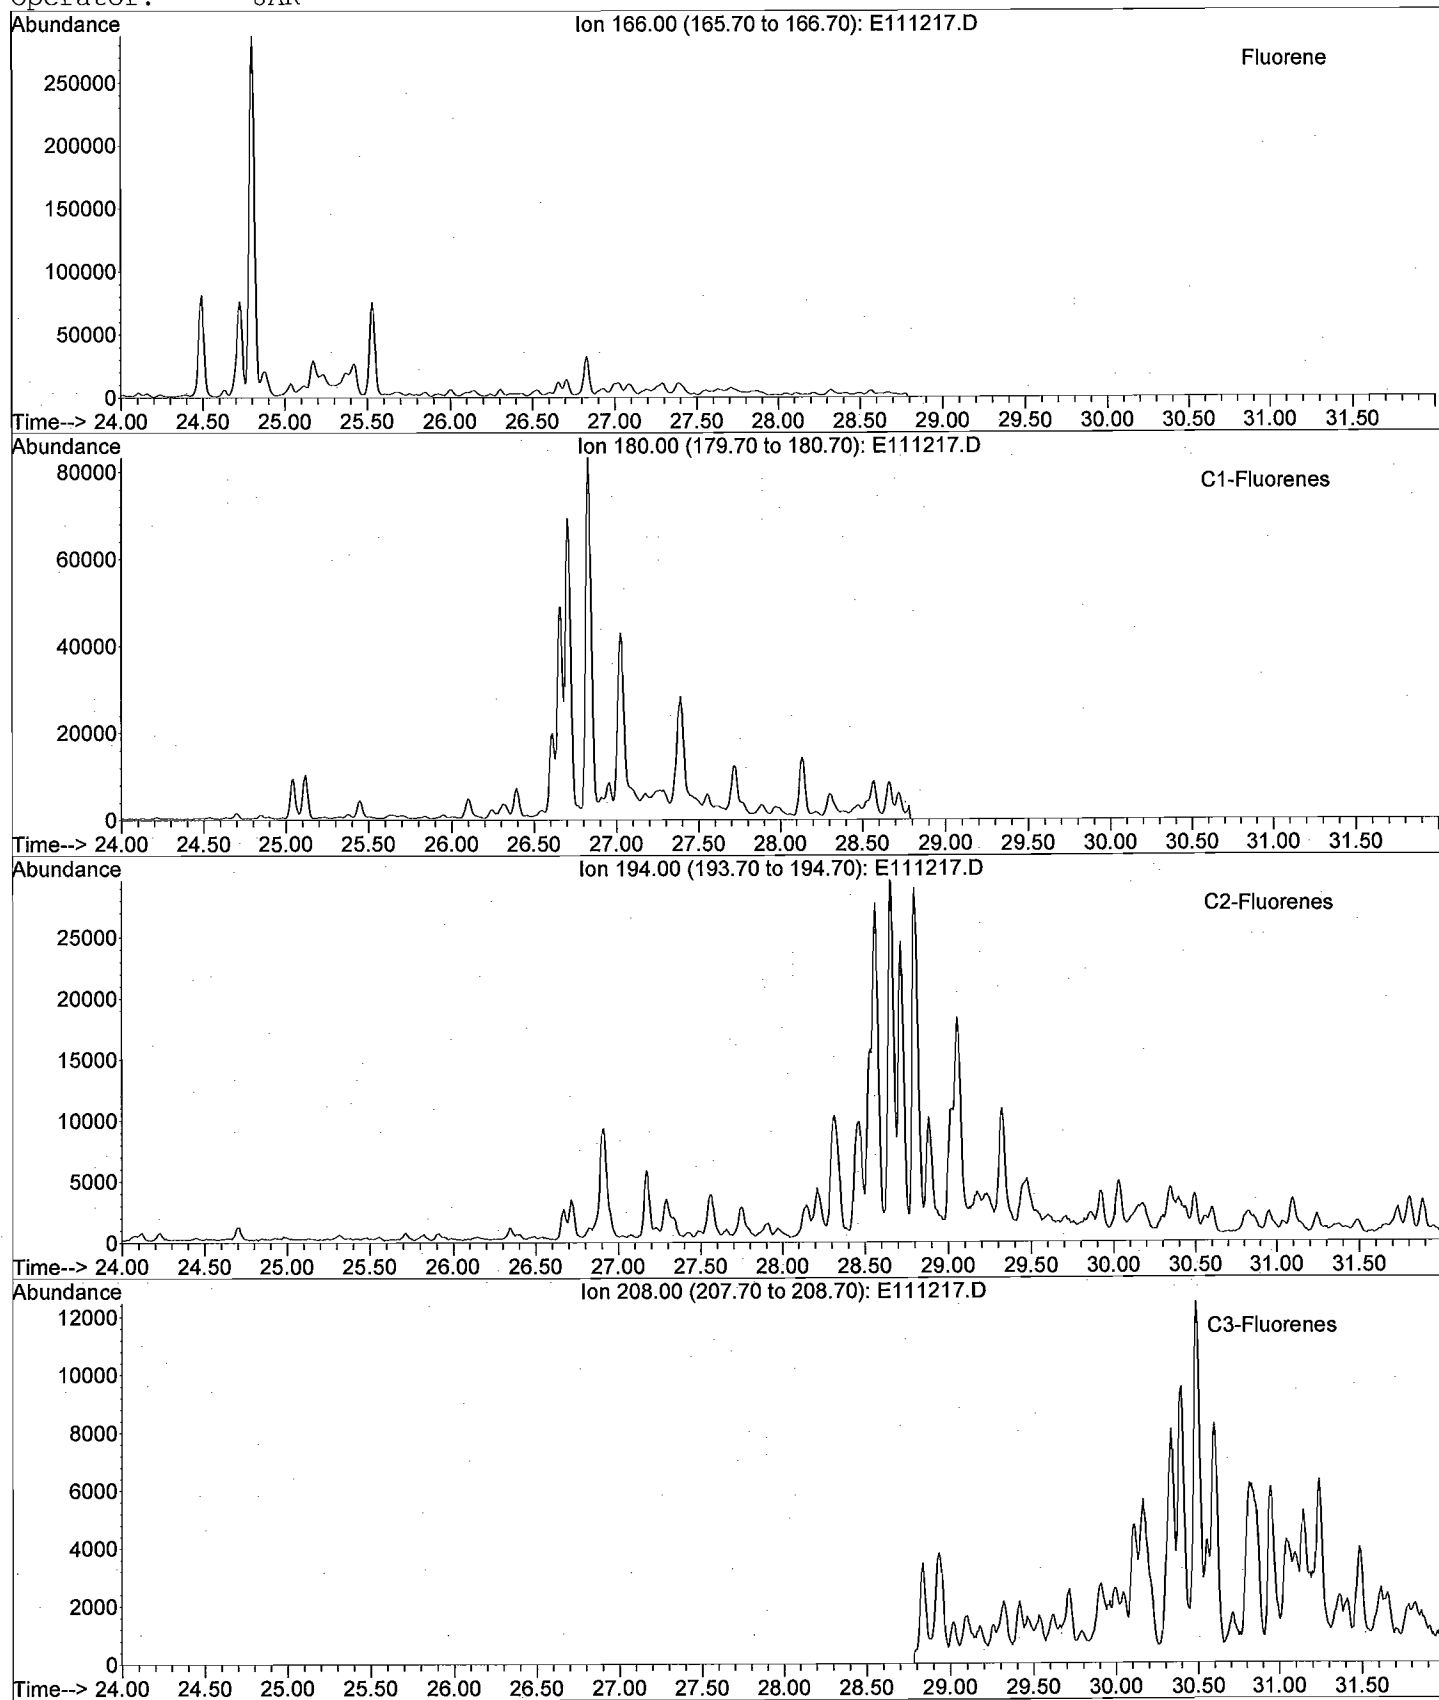 Operator: SAR
Abundance Ion 166.00 (165.70 to 166.70): E111217.D
Fluorene
250000
200000
150000
100000
50000
0
Time--> 24.00 24.50 25.00 25.50 26.00 26.50 27.00 27.50 28.00 28.50 29.00 29.50 30.00 30.50 31.00 31.50
Abundance Ion 180.00 (179.70 to 180.70): E111217.D
80000 C1-Fluorenes
60000
40000
20000
0
Time--> 24.00 24.50 25.00 25.50 26.00 26.50 27.00 27.50 28.00 28.50 29.00 29.50 30.00 30.50 31.00 31.50
Abundance Ion 194.00 (193.70 to 194.70): E111217.D
C2-Fluorenes
25000
20000
15000
10000
5000
0
Time--> 24.00 24.50 25.00 25.50 26.00 26.50 27.00 27.50 28.00 28.50 29.00 29.50 30.00 30.50 31.00 31.50
Abundance Ion 208.00 (207.70 to 208.70): E111217.D
12000 C3-Fluorenes
10000
8000
6000
4000
2000
0
Time--> 24.00 24.50 25.00 25.50 26.00 26.50 27.00 27.50 28.00 28.50 29.00 29.50 30.00 30.50 31.00 31.50